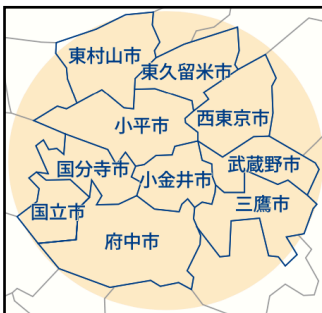 東村山市
東久留米市
西東京市
小平市
武蔵野市
国分寺市
小金井市
三鷹市
国立市
府中市